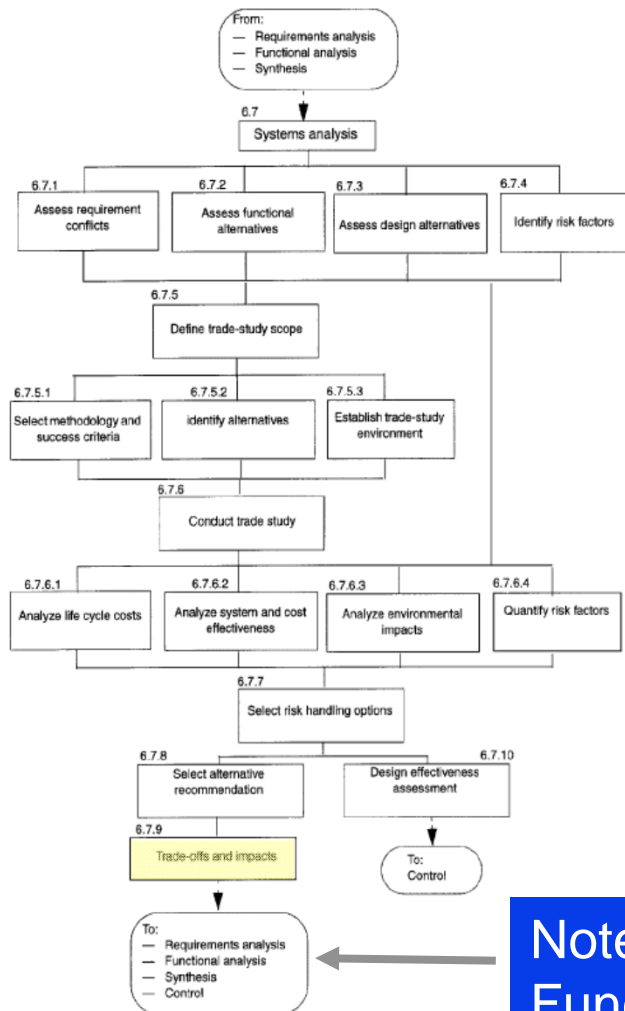 From:
— Requirements analysis
— Functional analysis
— Synthesis
6.7
Systems analysis
6.7.1
Assess requirement
conflicts
6.7.2
Assess functional
alternatives
6.7.3
Assess design alternatives
6.7.4
Identify risk factors
6.7.5
Define trade-study scope
6.7.5.1
Select methodology and
success criteria
6.7.5.2
Identify alternatives
6.7.5.3
Establish trade-study
environment
6.7.6
Conduct trade study
6.7.6.1
Analyze life cycle costs
6.7.6.2
Analyze system and cost
effectiveness
6.7.6.3
Analyze environmental
impacts
6.7.6.4
Quantify risk factors
6.7.7
Select risk handling options
6.7.8
Select alternative
recommendation
6.7.10
Design effectiveness
assessment
6.7.9
Trade-offs and impacts
To:
Control
To:
— Requirements analysis
— Functional analysis
— Synthesis
— Control
Note